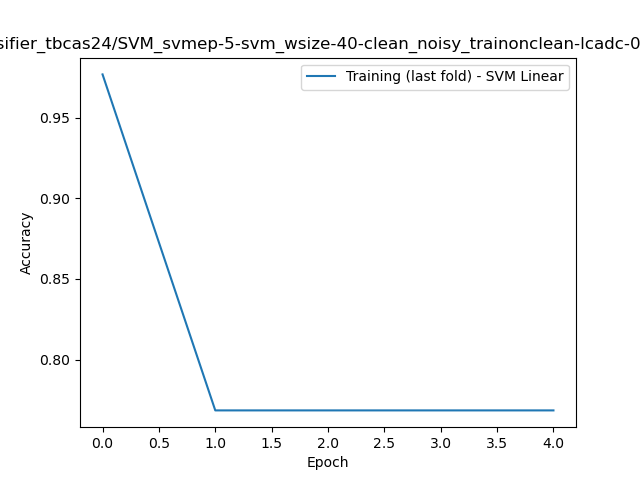 sifier_tbcas24/SVM_svmep-5-svm_wsize-40-clean_noisy_trainonclean-lcadc-0
Training (last fold) - SVM Linear
Accuracy
0.95
0.90
0.85
0.80
0.0 0.5 1.0 1.5 2.0 2.5 3.0 3.5 4.0
Epoch